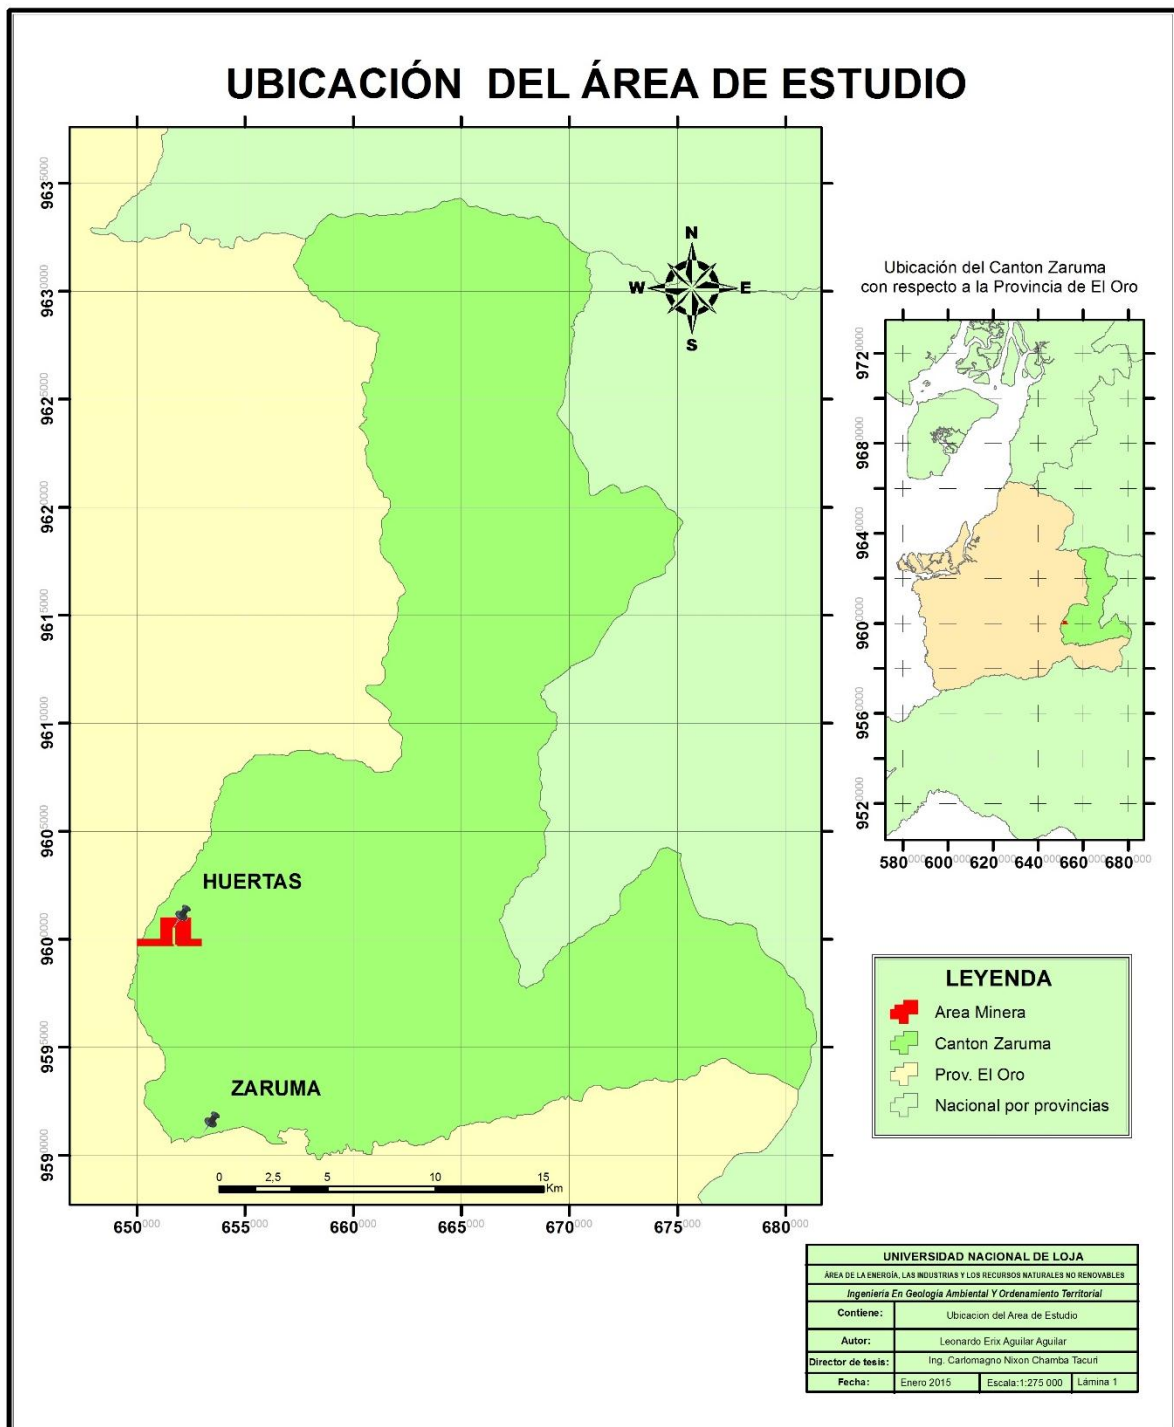 UBICACIÓN DEL ÁREA DE ESTUDIO
9635000
9630000
9625000
9620000
9615000
9610000
9605000
9600000
9595000
9590000
N
W E
S
HUERTAS
ZARUMA
0 2,5 5 10 15
Km
650000 655000 660000 665000 670000 675000 680000
Ubicación del Canton Zaruma
con respecto a la Provincia de El Oro
9720000
9680000
9640000
9600000
9560000
9520000
580000 600000 620000 640000 660000 680000
LEYENDA
Area Minera
Canton Zaruma
Prov. El Oro
Nacional por provincias
UNIVERSIDAD NACIONAL DE LOJA
ÁREA DE LA ENERGÍA, LAS INDUSTRIAS Y LOS RECURSOS NATURALES NO RENOVABLES
Ingeniería En Geología Ambiental Y Ordenamiento Territorial
Contiene: Ubicacion del Area de Estudio
Autor: Leonardo Erix Aguilar Aguilar
Director de tesis: Ing. Carlomagno Nixon Chamba Tacuri
Fecha: Enero 2015 Escala:1:275 000 Lámina 1